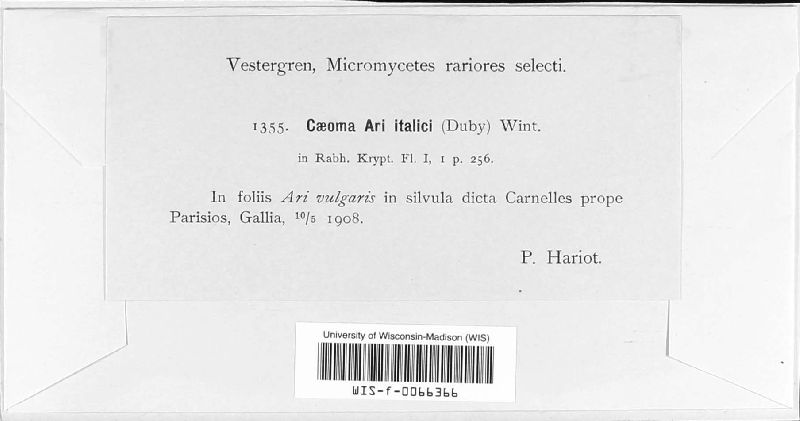 Vestergren, Micromycetes rariores selecti.
1355. Cæoma Ari italici (Duby) Wint.
in Rabh. Krypt. Fl. I, 1 p. 256.
In foliis Ari vulgaris in silvula dicta Carnelles prope
Parisios, Gallia, 10/5 1908.
P. Hariot.
University of Wisconsin-Madison (WIS)
WIS-f-0066366